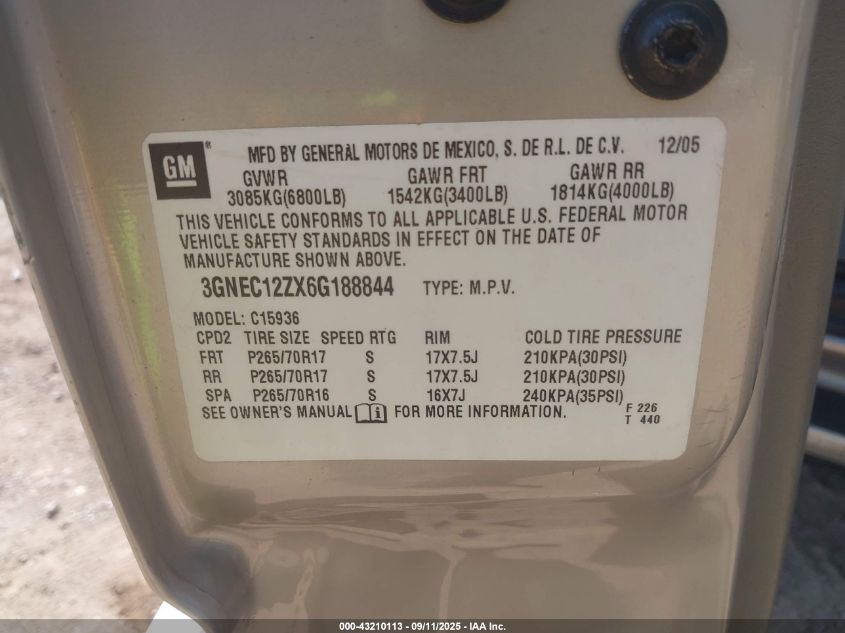 GM ® MFD BY GENERAL MOTORS DE MEXICO, S. DE R.L. DE C.V. 12/05
GVWR GAWR FRT GAWR RR
3085KG(6800LB) 1542KG(3400LB) 1814KG(4000LB)
THIS VEHICLE CONFORMS TO ALL APPLICABLE U.S. FEDERAL MOTOR
VEHICLE SAFETY STANDARDS IN EFFECT ON THE DATE OF
MANUFACTURE SHOWN ABOVE.
3GNEC12ZX6G188844 TYPE: M.P.V.
MODEL: C15936
CPD2 TIRE SIZE SPEED RTG RIM COLD TIRE PRESSURE
FRT P265/70R17 S 17X7.5J 210KPA(30PSI)
RR P265/70R17 S 17X7.5J 210KPA(30PSI)
SPA P265/70R16 S 16X7J 240KPA(35PSI)
SEE OWNER'S MANUAL FOR MORE INFORMATION. F 226
T 440
000-43210113 - 09/11/2025 - IAA Inc.